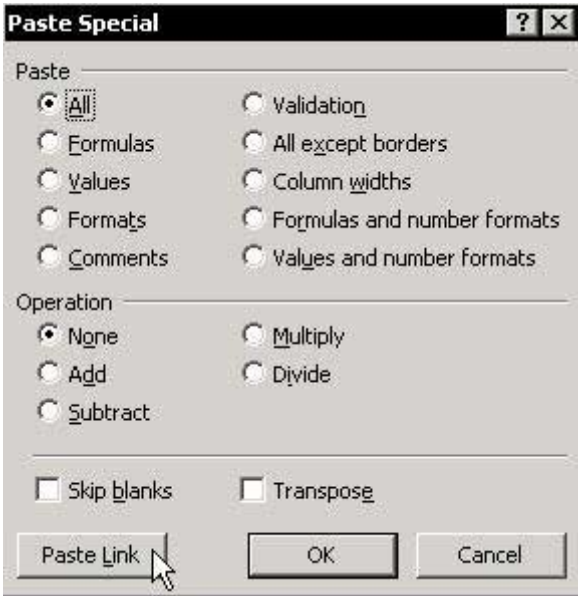 Paste Special
Paste
All Validation
Formulas All except borders
Values Column widths
Formats Formulas and number formats
Comments Values and number formats
Operation
None Multiply
Add Divide
Subtract
Skip blanks Transpose
Paste Link OK Cancel